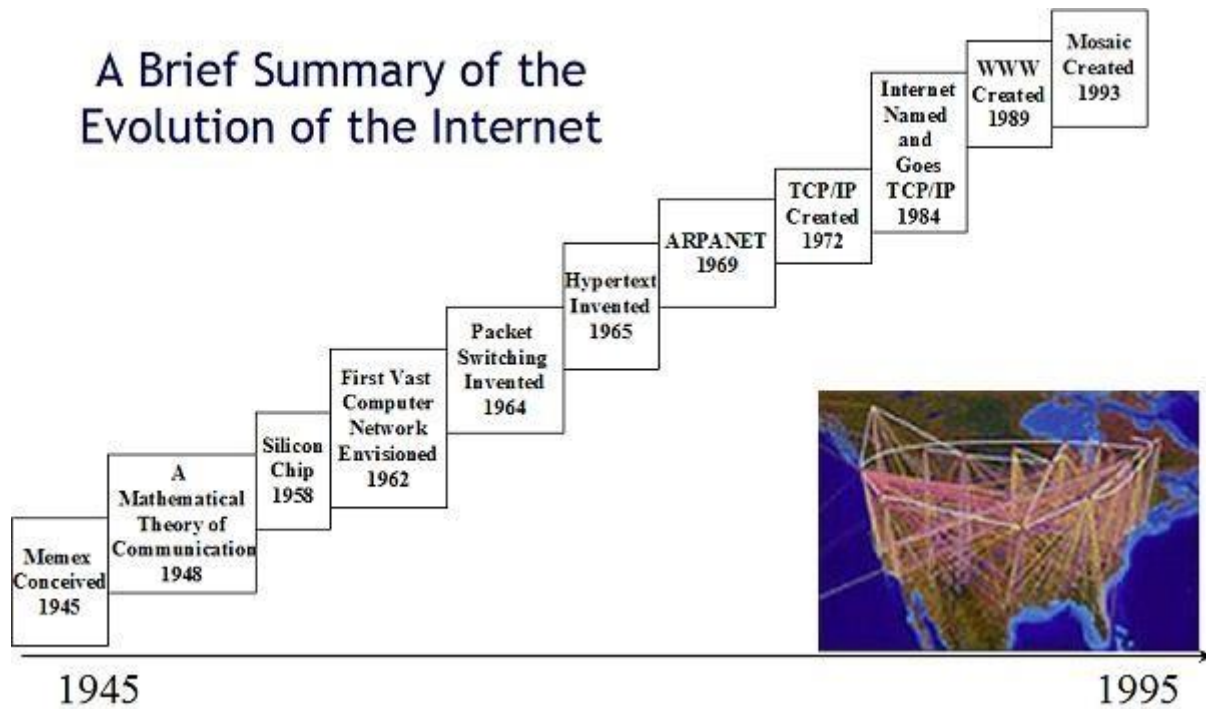 A Brief Summary of the
Evolution of the Internet
Memex
Conceived
1945
A
Mathematical
Theory of
Communication
1948
Silicon
Chip
1958
First Vast
Computer
Network
Envisioned
1962
Packet
Switching
Invented
1964
Hypertext
Invented
1965
ARPANET
1969
TCP/IP
Created
1972
Internet
Named
and
Goes
TCP/IP
1984
WWW
Created
1989
Mosaic
Created
1993
1945
1995